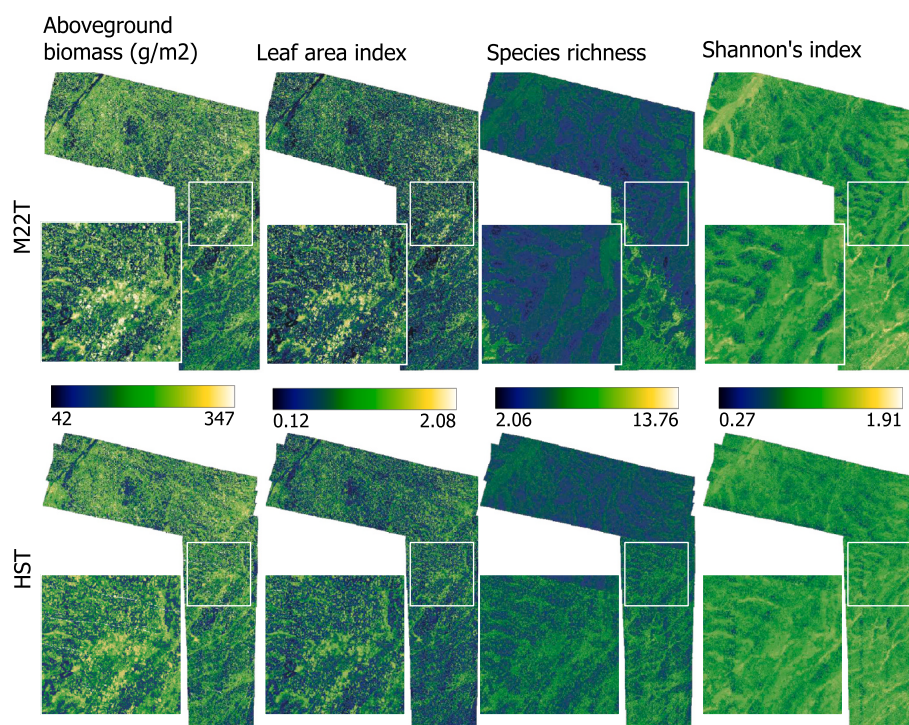 Aboveground
biomass (g/m2)
Leaf area index
Species richness
Shannon's index
M22T
42
347
0.12
2.08
2.06
13.76
0.27
1.91
HST